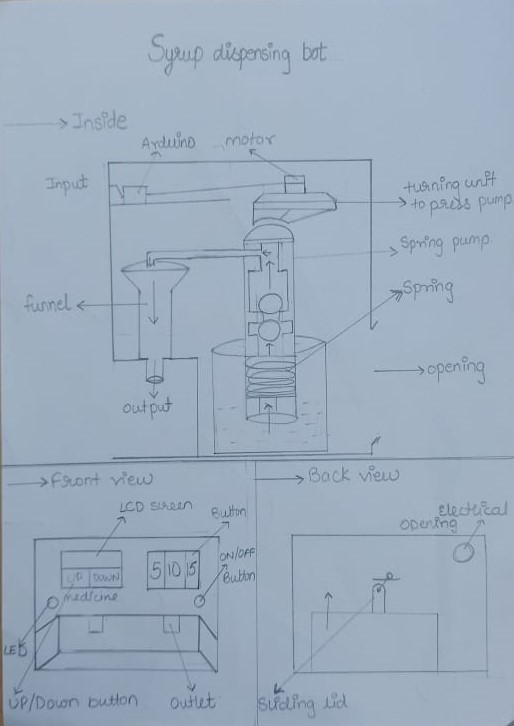 Syrup dispensing bot
→ Inside
Arduino
motor
Input
turning unit
to press pump
Spring pump
Spring
funnel
→ opening
output
→ Front view
LCD screen
Button
UP DOWN
5 10 15
ON/OFF
Button
medicine
LED
UP/Down button
Outlet
→ Back view
Electrical
opening
Sliding lid